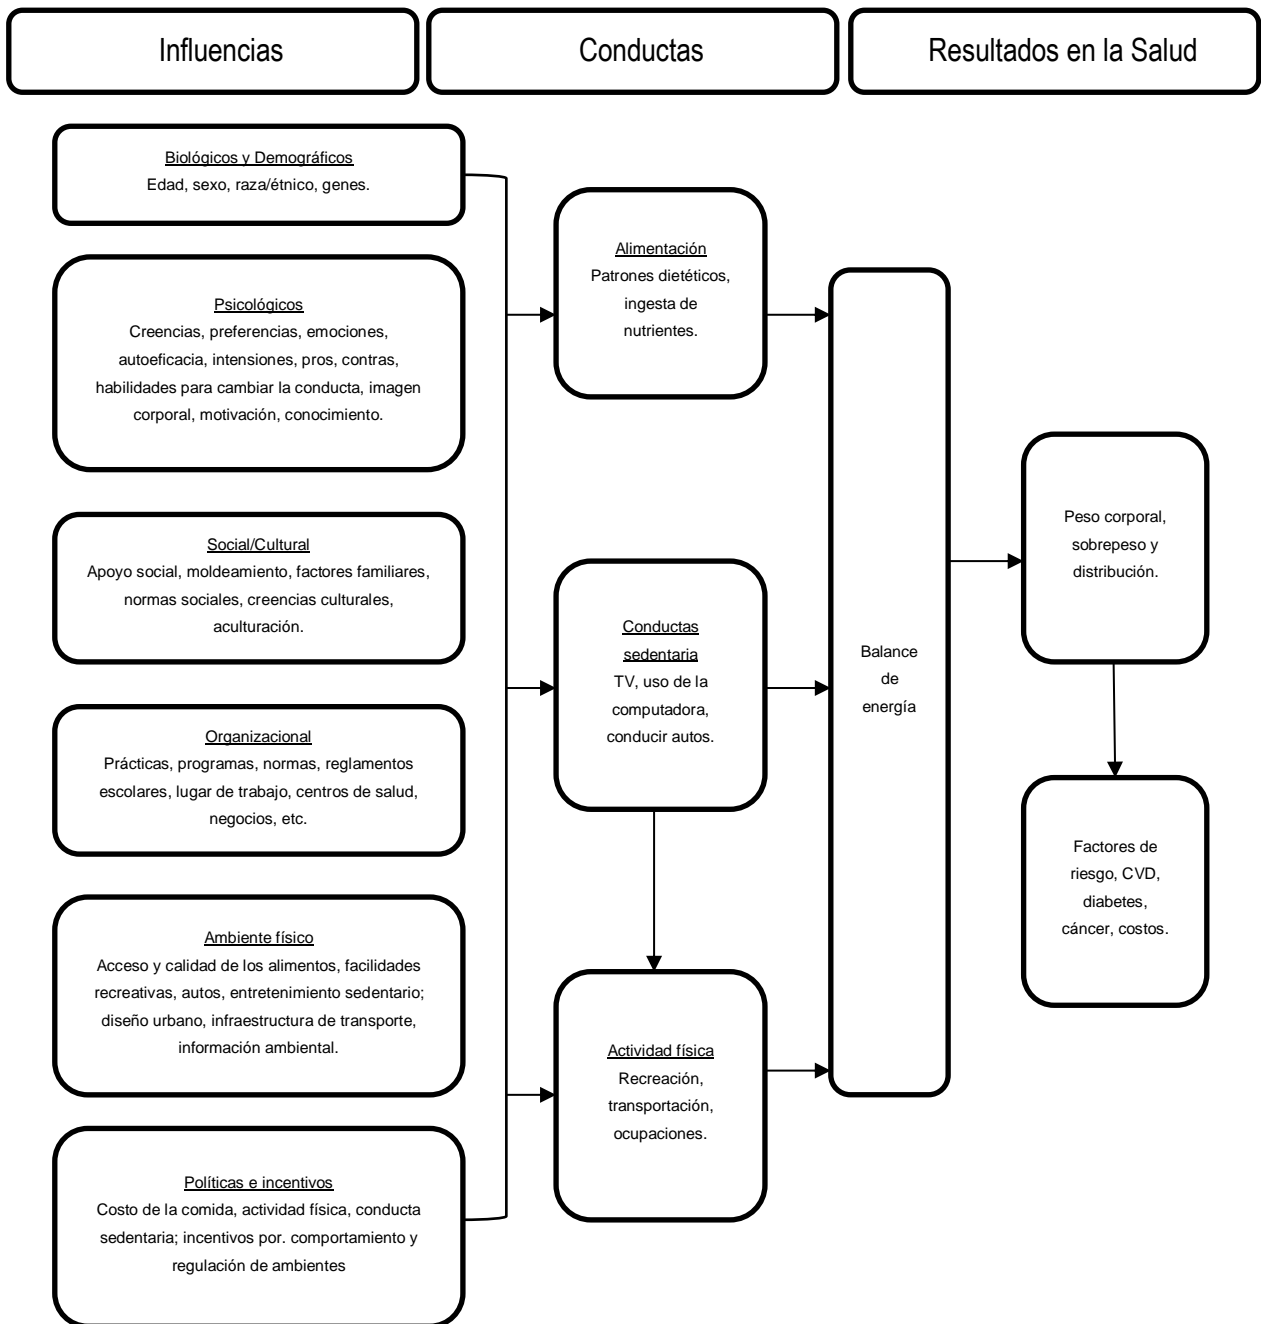 Influencias
Conductas
Resultados en la Salud
Biológicos y Demográficos
Edad, sexo, raza/étnico, genes.
Psicológicos
Creencias, preferencias, emociones,
autoeficacia, intensiones, pros, contras,
habilidades para cambiar la conducta, imagen
corporal, motivación, conocimiento.
Social/Cultural
Apoyo social, moldeamiento, factores familiares,
normas sociales, creencias culturales,
aculturación.
Organizacional
Prácticas, programas, normas, reglamentos
escolares, lugar de trabajo, centros de salud,
negocios, etc.
Ambiente físico
Acceso y calidad de los alimentos, facilidades
recreativas, autos, entretenimiento sedentario;
diseño urbano, infraestructura de transporte,
información ambiental.
Políticas e incentivos
Costo de la comida, actividad física, conducta
sedentaria; incentivos por. comportamiento y
regulación de ambientes
Alimentación
Patrones dietéticos,
ingesta de
nutrientes.
Conductas
sedentaria
TV, uso de la
computadora,
conducir autos.
Actividad física
Recreación,
transportación,
ocupaciones.
Balance
de
energía
Peso corporal,
sobrepeso y
distribución.
Factores de
riesgo, CVD,
diabetes,
cáncer, costos.